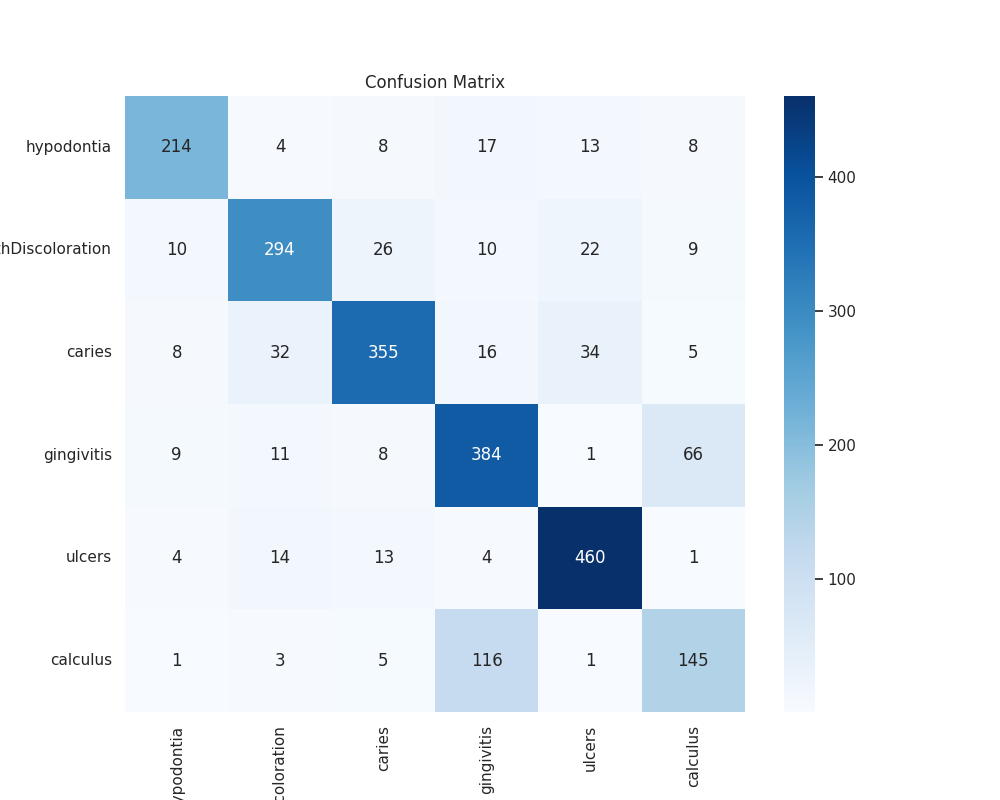 Confusion Matrix
hypodontia 214 4 8 17 13 8
thDiscoloration 10 294 26 10 22 9
caries 8 32 355 16 34 5
gingivitis 9 11 8 384 1 66
ulcers 4 14 13 4 460 1
calculus 1 3 5 116 1 145
ypodontia coloration caries gingivitis ulcers calculus
400
300
200
100